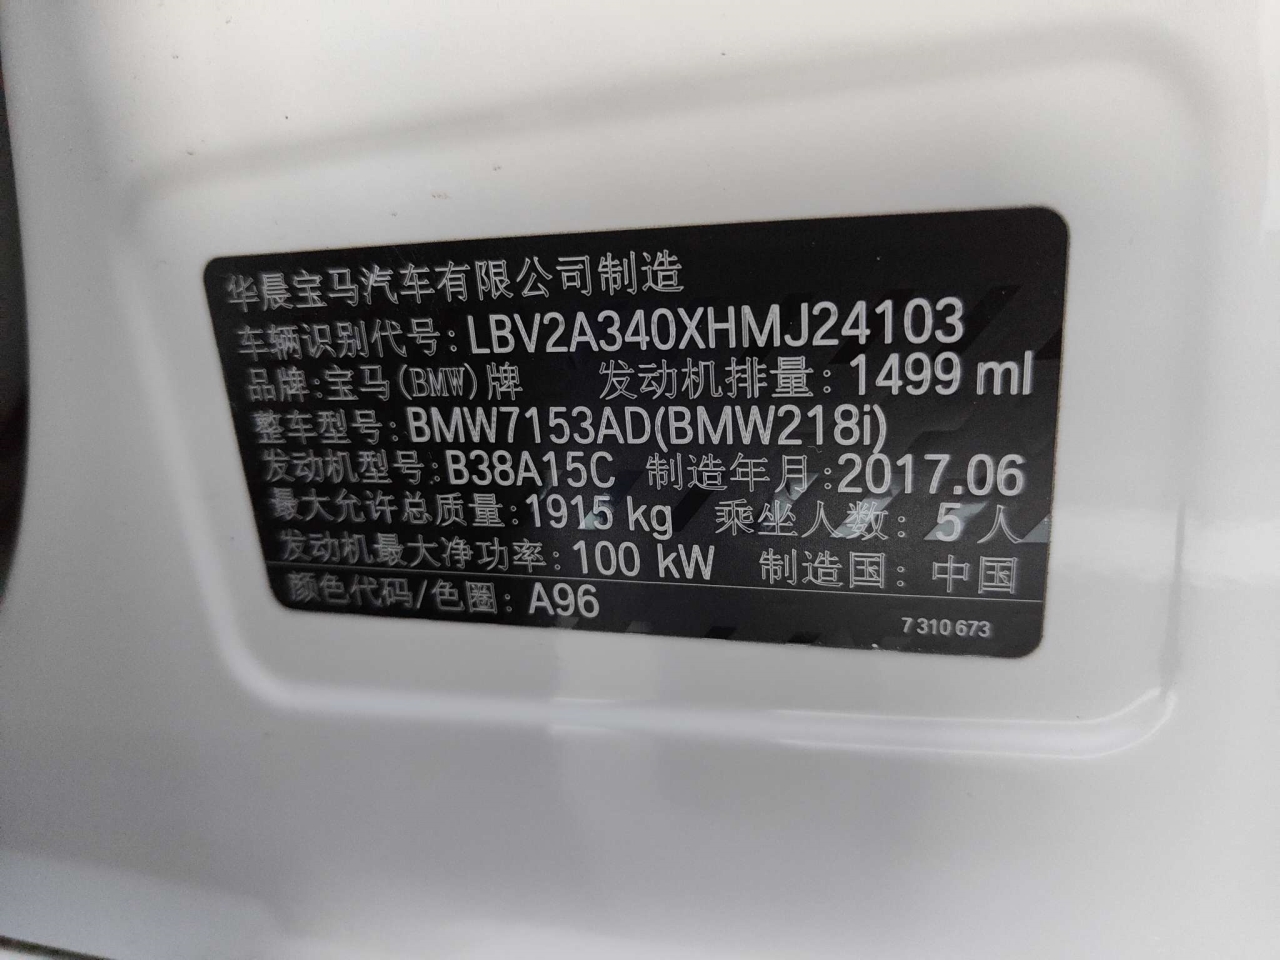 华晨宝马汽车有限公司制造
车辆识别代号: LBV2A340XHMJ24103
品牌: 宝马(BMW)牌 发动机排量: 1499 ml
整车型号: BMW7153AD(BMW218i)
发动机型号: B38A15C 制造年月: 2017.06
最大允许总质量: 1915 kg 乘坐人数: 5 人
发动机最大净功率: 100 kW 制造国: 中国
颜色代码/色圈: A96
7 310 673